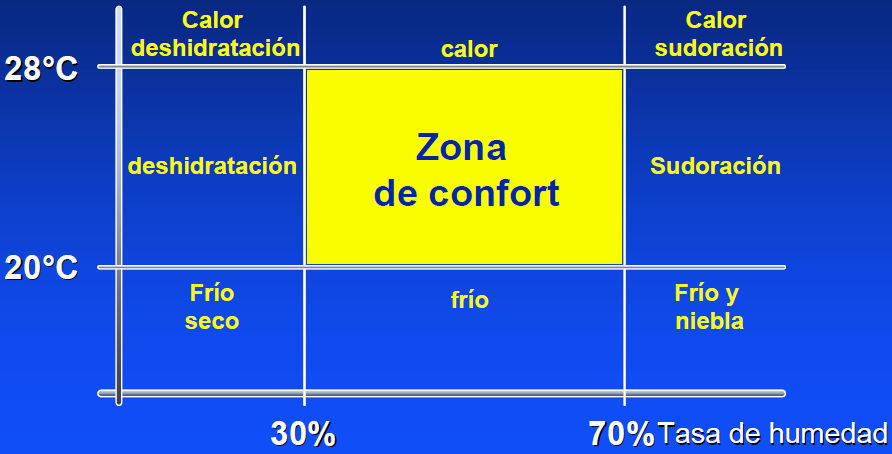 Calor
deshidratación
calor
Calor
sudoración
28°C
deshidratación
Zona
de confort
Sudoración
20°C
Frío
seco
frío
Frío y
niebla
30%
70%
Tasa de humedad